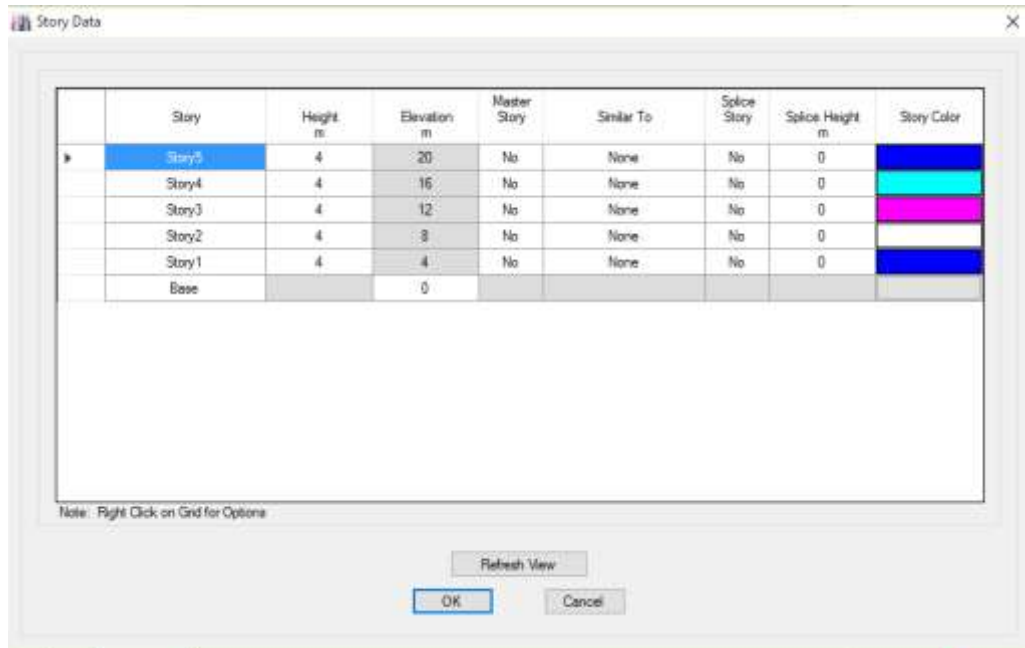 Story Data
Story Height m Elevation m Master Story Similar To Splice Story Splice Height m Story Color
Story5 4 20 No None No 0
Story4 4 16 No None No 0
Story3 4 12 No None No 0
Story2 4 8 No None No 0
Story1 4 4 No None No 0
Base 0
Note: Right Click on Grid for Options
Refresh View
OK Cancel